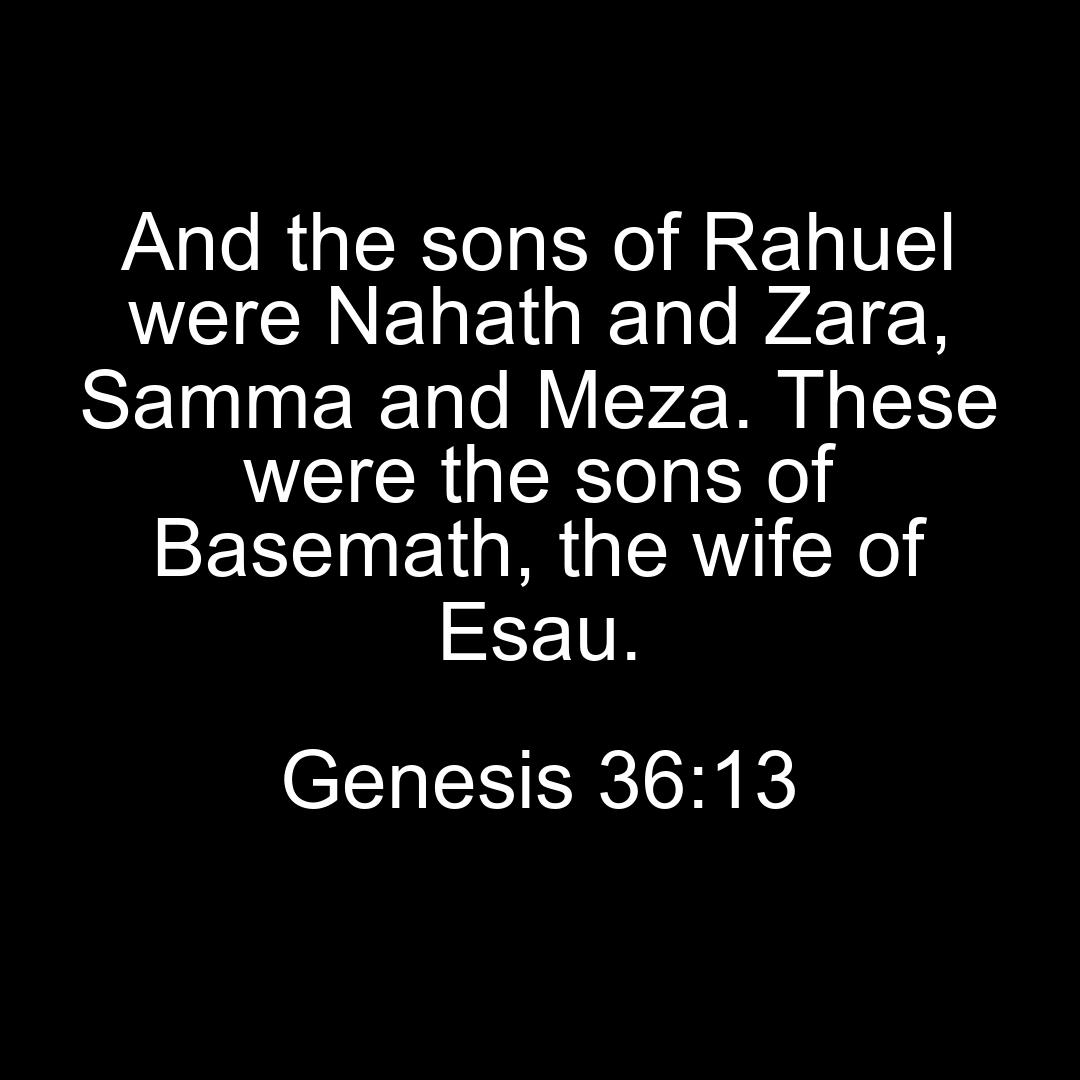 And the sons of Rahuel
were Nahath and Zara,
Samma and Meza. These
were the sons of
Basemath, the wife of
Esau.
Genesis 36:13